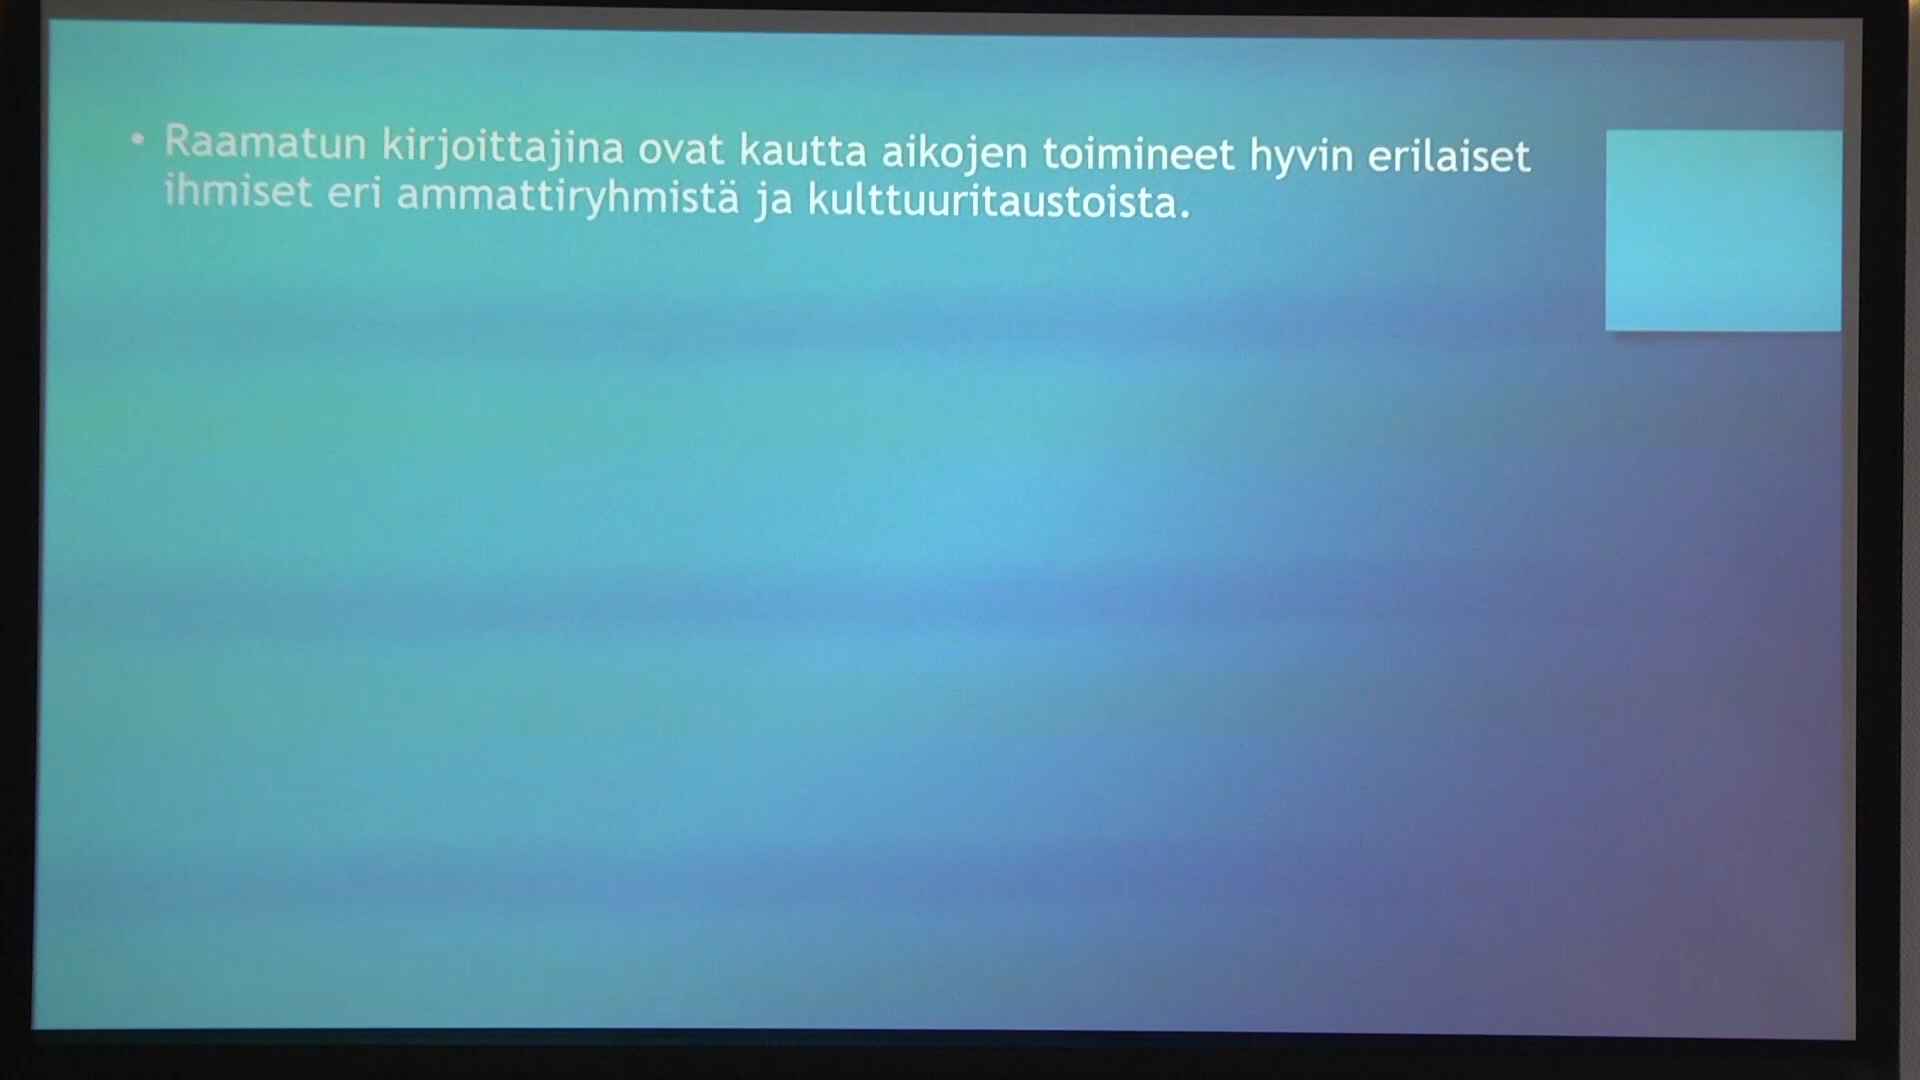 • Raamatun kirjoittajina ovat kautta aikojen toimineet hyvin erilaiset
ihmiset eri ammattiryhmistä ja kulttuuritaustoista.